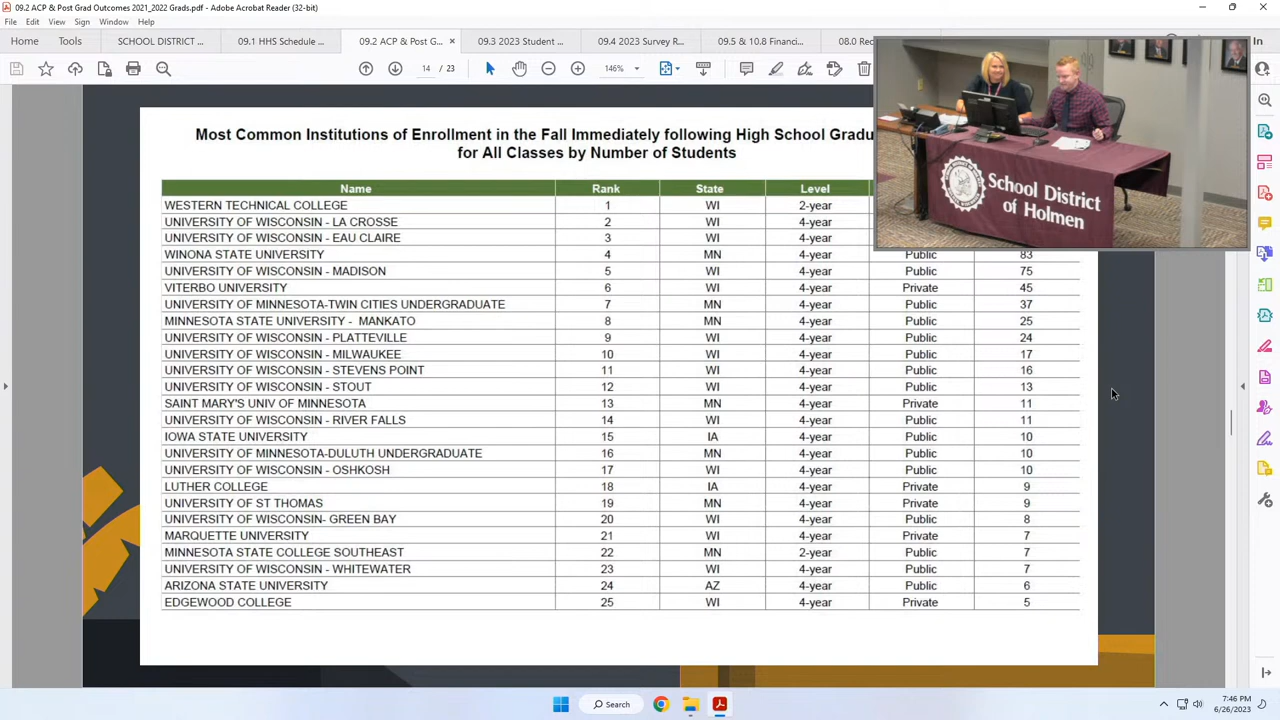 09.2 ACP & Post Grad Outcomes 2021_2022 Grads.pdf - Adobe Acrobat Reader (32-bit)
File Edit View Sign Window Help
Home Tools SCHOOL DISTRICT ... 09.1 HHS Schedule ... 09.2 ACP & Post G... 09.3 2023 Student ... 09.4 2023 Survey R... 09.5 & 10.8 Financi... 08.0 Rec In
14 / 23 146%
Most Common Institutions of Enrollment in the Fall Immediately following High School Gradu
for All Classes by Number of Students
Name Rank State Level
WESTERN TECHNICAL COLLEGE 1 WI 2-year
UNIVERSITY OF WISCONSIN - LA CROSSE 2 WI 4-year
UNIVERSITY OF WISCONSIN - EAU CLAIRE 3 WI 4-year
WINONA STATE UNIVERSITY 4 MN 4-year Public 83
UNIVERSITY OF WISCONSIN - MADISON 5 WI 4-year Public 75
VITERBO UNIVERSITY 6 WI 4-year Private 45
UNIVERSITY OF MINNESOTA-TWIN CITIES UNDERGRADUATE 7 MN 4-year Public 37
MINNESOTA STATE UNIVERSITY - MANKATO 8 MN 4-year Public 25
UNIVERSITY OF WISCONSIN - PLATTEVILLE 9 WI 4-year Public 24
UNIVERSITY OF WISCONSIN - MILWAUKEE 10 WI 4-year Public 17
UNIVERSITY OF WISCONSIN - STEVENS POINT 11 WI 4-year Public 16
UNIVERSITY OF WISCONSIN - STOUT 12 WI 4-year Public 13
SAINT MARY'S UNIV OF MINNESOTA 13 MN 4-year Private 11
UNIVERSITY OF WISCONSIN - RIVER FALLS 14 WI 4-year Public 11
IOWA STATE UNIVERSITY 15 IA 4-year Public 10
UNIVERSITY OF MINNESOTA-DULUTH UNDERGRADUATE 16 MN 4-year Public 10
UNIVERSITY OF WISCONSIN - OSHKOSH 17 WI 4-year Public 10
LUTHER COLLEGE 18 IA 4-year Private 9
UNIVERSITY OF ST THOMAS 19 MN 4-year Private 9
UNIVERSITY OF WISCONSIN- GREEN BAY 20 WI 4-year Public 8
MARQUETTE UNIVERSITY 21 WI 4-year Private 7
MINNESOTA STATE COLLEGE SOUTHEAST 22 MN 2-year Public 7
UNIVERSITY OF WISCONSIN - WHITEWATER 23 WI 4-year Public 7
ARIZONA STATE UNIVERSITY 24 AZ 4-year Public 6
EDGEWOOD COLLEGE 25 WI 4-year Private 5
School District
of Holmen
Search
7:46 PM
6/26/2023